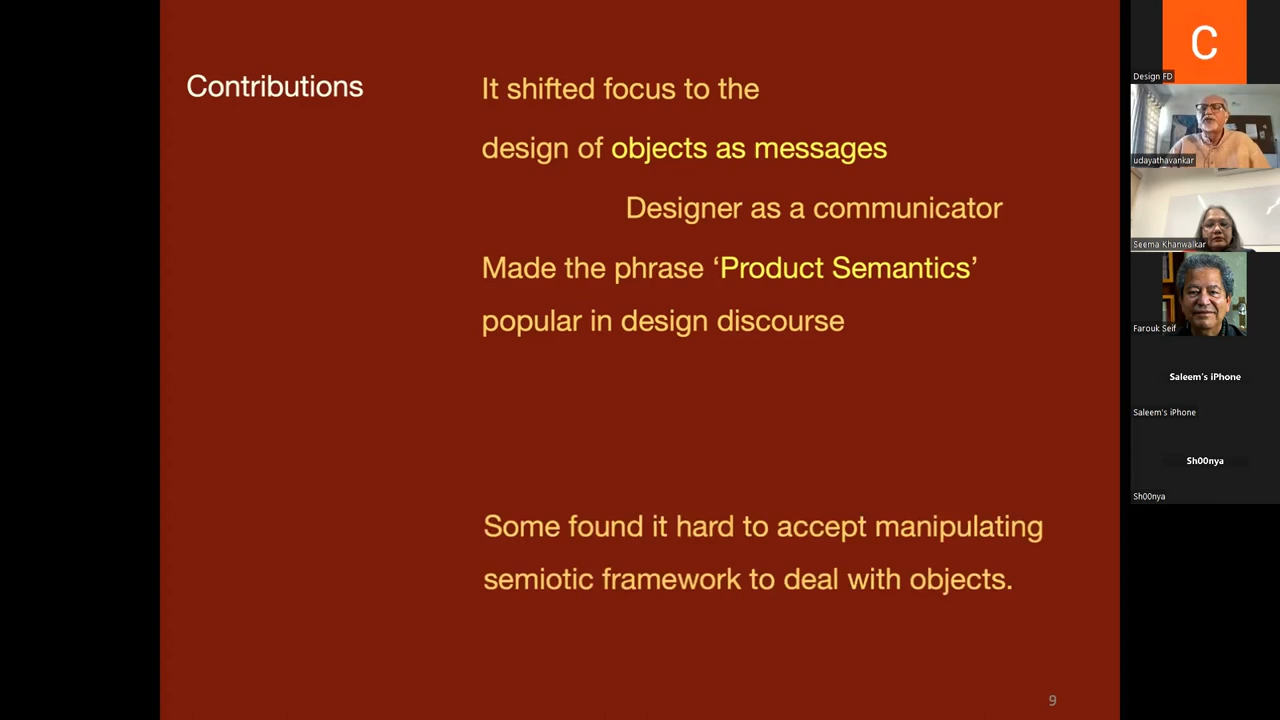 Contributions
It shifted focus to the
design of objects as messages
Designer as a communicator
Made the phrase ‘Product Semantics’
popular in design discourse
Some found it hard to accept manipulating
semiotic framework to deal with objects.
9
C
Design FD
udayathavankar
Seema Khanwalkar
Farouk Seif
Saleem's iPhone
Saleem's iPhone
Sh00nya
Sh00nya